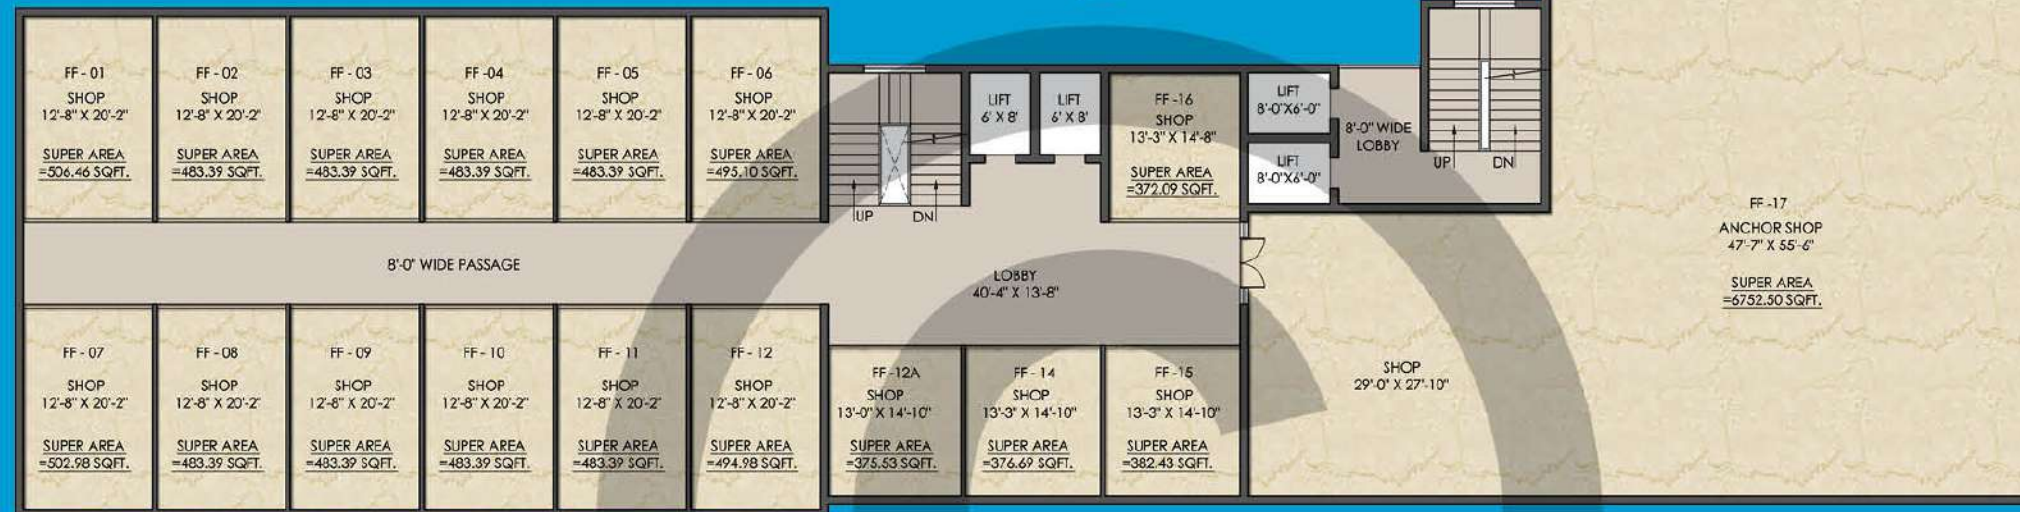 FF - 01
SHOP
12'-8" X 20'-2"
SUPER AREA
=506.46 SQFT.
FF - 02
SHOP
12'-8" X 20'-2"
SUPER AREA
=483.39 SQFT.
FF - 03
SHOP
12'-8" X 20'-2"
SUPER AREA
=483.39 SQFT.
FF -04
SHOP
12'-8" X 20'-2"
SUPER AREA
=483.39 SQFT.
FF - 05
SHOP
12'-8" X 20'-2"
SUPER AREA
=483.39 SQFT.
FF - 06
SHOP
12'-8" X 20'-2"
SUPER AREA
=495.10 SQFT.
UP
DN
LIFT
6' X 8'
LIFT
6' X 8'
FF -16
SHOP
13'-3" X 14'-8"
SUPER AREA
=372.09 SQFT.
LIFT
8'-0"X6'-0"
LIFT
8'-0"X6'-0"
8'-0" WIDE
LOBBY
UP
DN
FF -17
ANCHOR SHOP
47'-7" X 55'-6"
SUPER AREA
=6752.50 SQFT.
8'-0" WIDE PASSAGE
LOBBY
40'-4" X 13'-8"
FF - 07
SHOP
12'-8" X 20'-2"
SUPER AREA
=502.98 SQFT.
FF - 08
SHOP
12'-8" X 20'-2"
SUPER AREA
=483.39 SQFT.
FF - 09
SHOP
12'-8" X 20'-2"
SUPER AREA
=483.39 SQFT.
FF - 10
SHOP
12'-8" X 20'-2"
SUPER AREA
=483.39 SQFT.
FF - 11
SHOP
12'-8" X 20'-2"
SUPER AREA
=483.39 SQFT.
FF - 12
SHOP
12'-8" X 20'-2"
SUPER AREA
=494.98 SQFT.
FF -12A
SHOP
13'-0" X 14'-10"
SUPER AREA
=375.53 SQFT.
FF - 14
SHOP
13'-3" X 14'-10"
SUPER AREA
=376.69 SQFT.
FF -15
SHOP
13'-3" X 14'-10"
SUPER AREA
=382.43 SQFT.
SHOP
29'-0" X 27'-10"